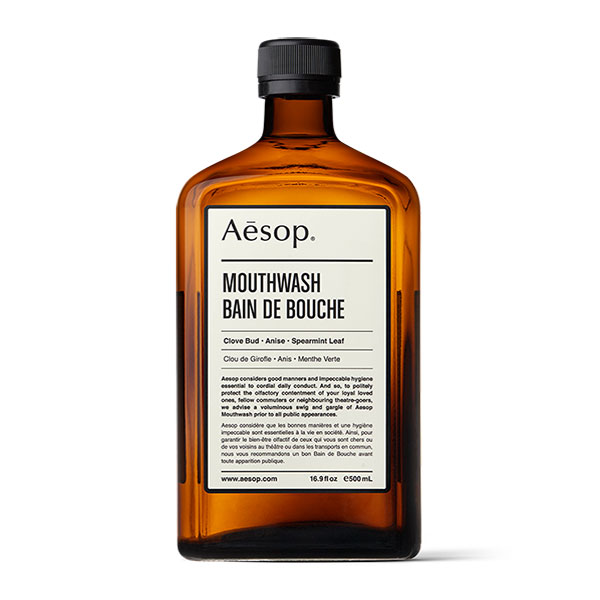 Aēsop®
MOUTHWASH
BAIN DE BOUCHE
Clove Bud · Anise · Spearmint Leaf
Clou de Girofle · Anis · Menthe Verte
Aesop considers good manners and impeccable hygiene
essential to cordial daily conduct. And so, to politely
protect the olfactory contentment of your loyal loved
ones, fellow commuters or neighbouring theatre-goers,
we advise a voluminous swig and gargle of Aesop
Mouthwash prior to all public appearances.
Aesop considère que les bonnes manières et une hygiène
impeccable sont essentielles à la vie en société. Ainsi, pour
garantir le bien-être olfactif de ceux qui vous sont chers ou
de vos voisins au théâtre ou dans les transports en commun,
nous vous recommandons un bon Bain de Bouche avant
toute apparition publique.
www.aesop.com 16.9 fl oz ℮500 mL